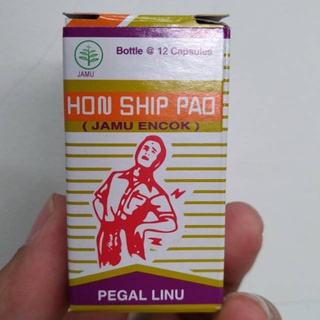 Bottle @ 12 Capsules
JAMU
HON SHIP PAO
( JAMU ENCOK )
PEGAL LINU